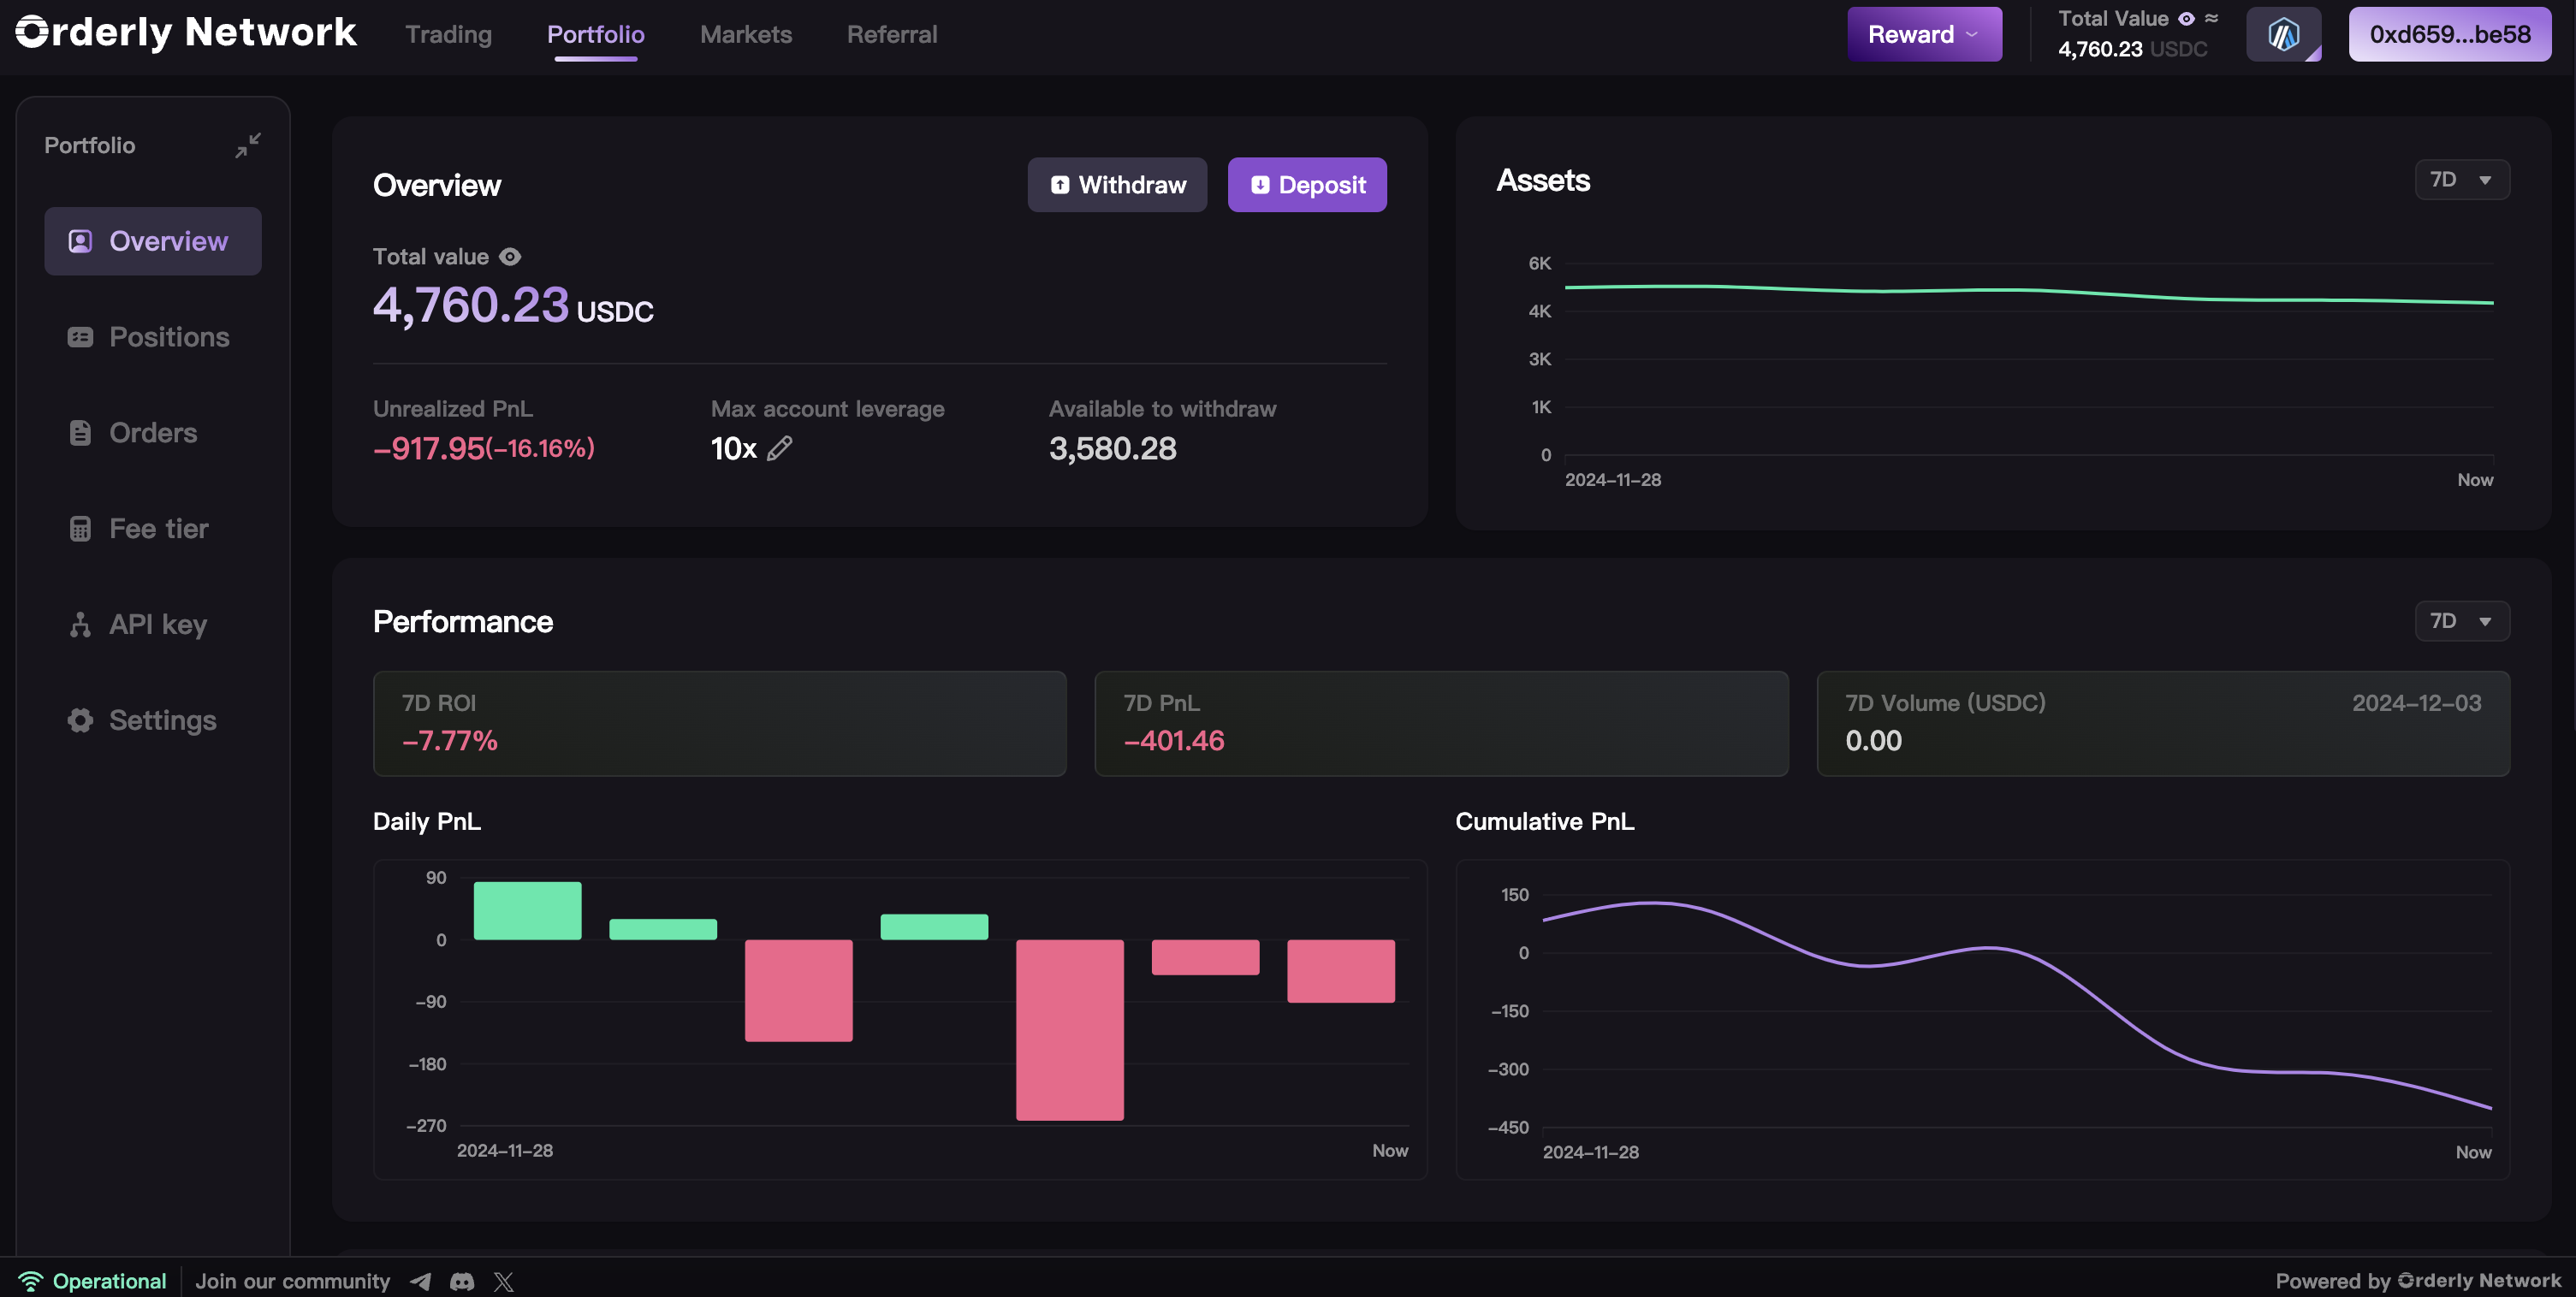 Orderly Network
Trading
Portfolio
Markets
Referral
Reward
Total Value ≈
4,760.23 USDC
0xd659...be58
Portfolio
Overview
Positions
Orders
Fee tier
API key
Settings
Overview
Withdraw
Deposit
Total value
4,760.23 USDC
Unrealized PnL
Max account leverage
Available to withdraw
-917.95(-16.16%)
10x
3,580.28
Assets
7D
6K
4K
3K
1K
0
2024-11-28
Now
Performance
7D
7D ROI
-7.77%
7D PnL
-401.46
7D Volume (USDC)
2024-12-03
0.00
Daily PnL
90
0
-90
-180
-270
2024-11-28
Now
Cumulative PnL
150
0
-150
-300
-450
2024-11-28
Now
Operational
Join our community
Powered by Orderly Network